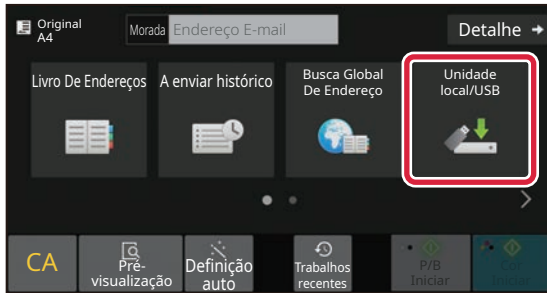 Original
A4
Morada
Endereço E-mail
Detalhe
Livro De Endereços
A enviar histórico
Busca Global
De Endereço
Unidade
local/USB
CA
Pré-
visualização
Definição
auto
Trabalhos
recentes
P/B
Iniciar
Cor
Iniciar